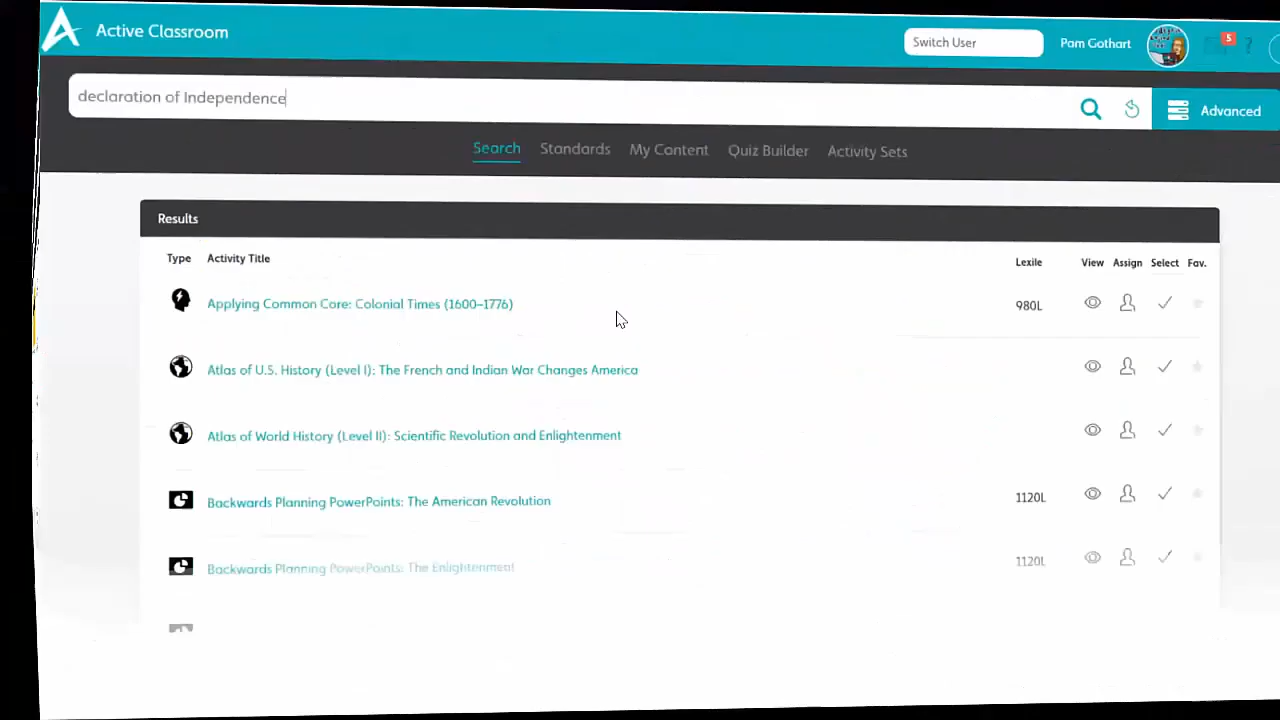 Active Classroom
Switch User
Pam Gothart
5
?
declaration of Independence
Advanced
Search
Standards
My Content
Quiz Builder
Activity Sets
Results
Type
Activity Title
Lexile
View
Assign
Select
Fav.
Applying Common Core: Colonial Times (1600–1776)
980L
Atlas of U.S. History (Level I): The French and Indian War Changes America
Atlas of World History (Level II): Scientific Revolution and Enlightenment
Backwards Planning PowerPoints: The American Revolution
1120L
Backwards Planning PowerPoints: The Enlightenment
1120L